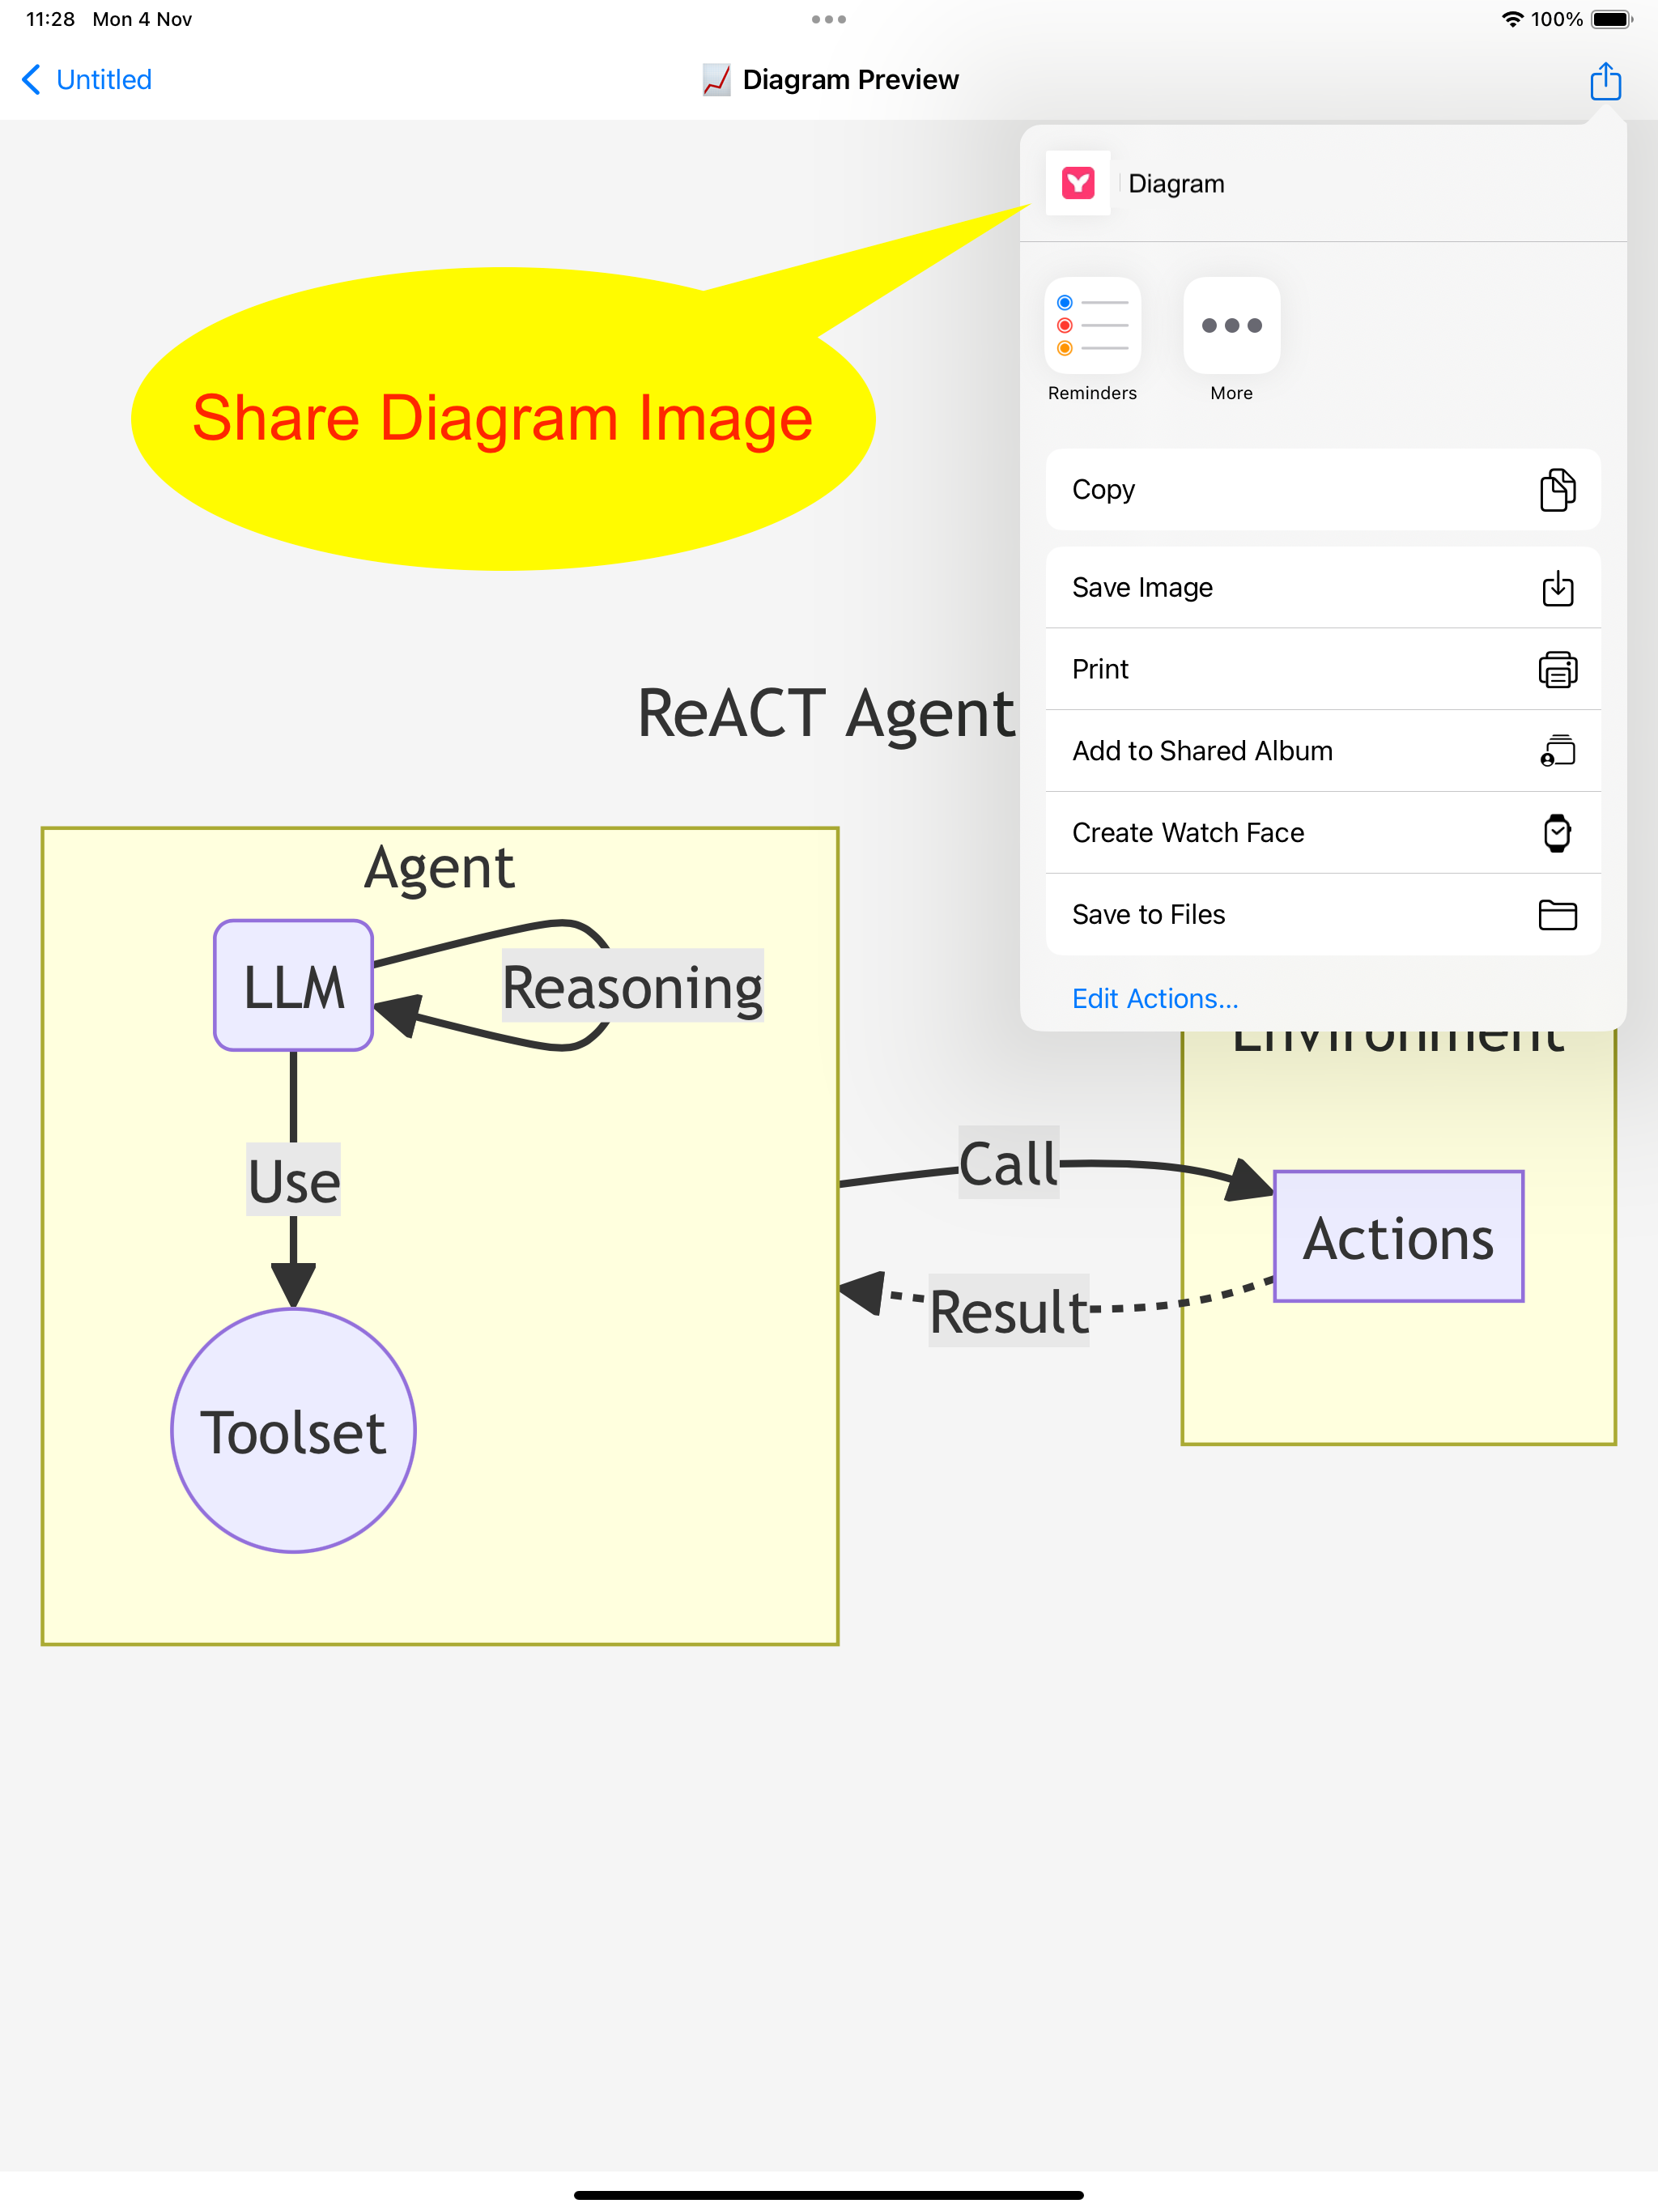 11:28 Mon 4 Nov
100%
Untitled
Diagram Preview
Diagram
Share Diagram Image
Reminders
More
Copy
Save Image
Print
Add to Shared Album
Create Watch Face
Save to Files
Edit Actions...
ReACT Agent
Agent
LLM
Reasoning
Use
Toolset
Environment
Call
Actions
Result